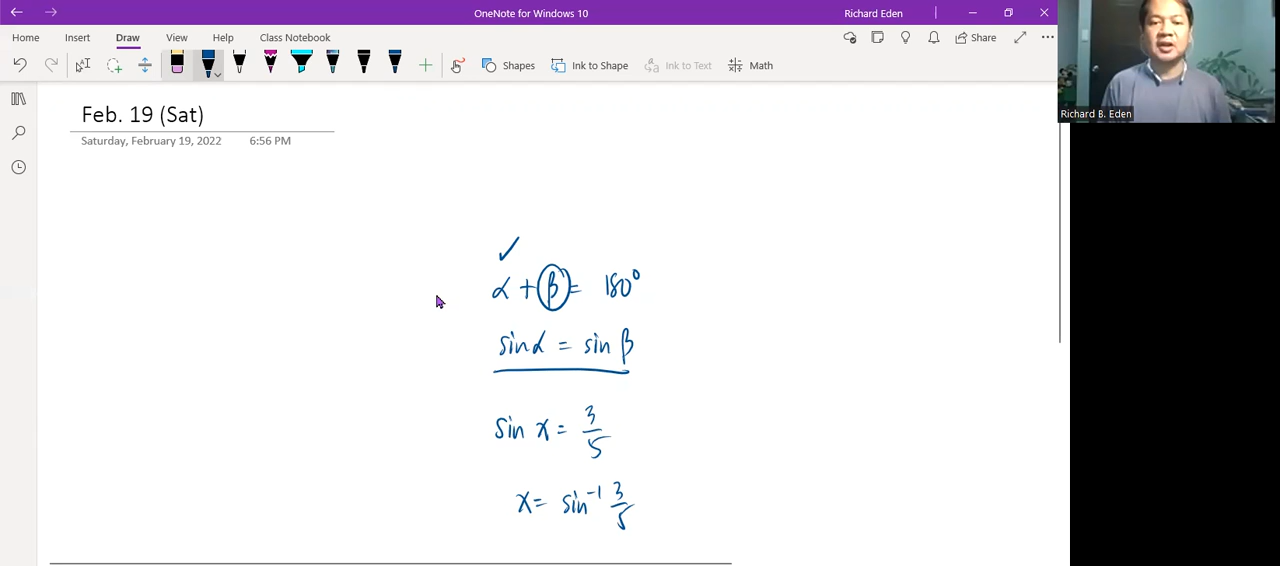 OneNote for Windows 10
Richard Eden
Home Insert Draw View Help Class Notebook
Share
Shapes Ink to Shape Ink to Text Math
Richard B. Eden
Feb. 19 (Sat)
Saturday, February 19, 2022 6:56 PM
✓
α + β = 180°
sin α = sin β
sin x = 3/5
x = sin⁻¹ 3/5